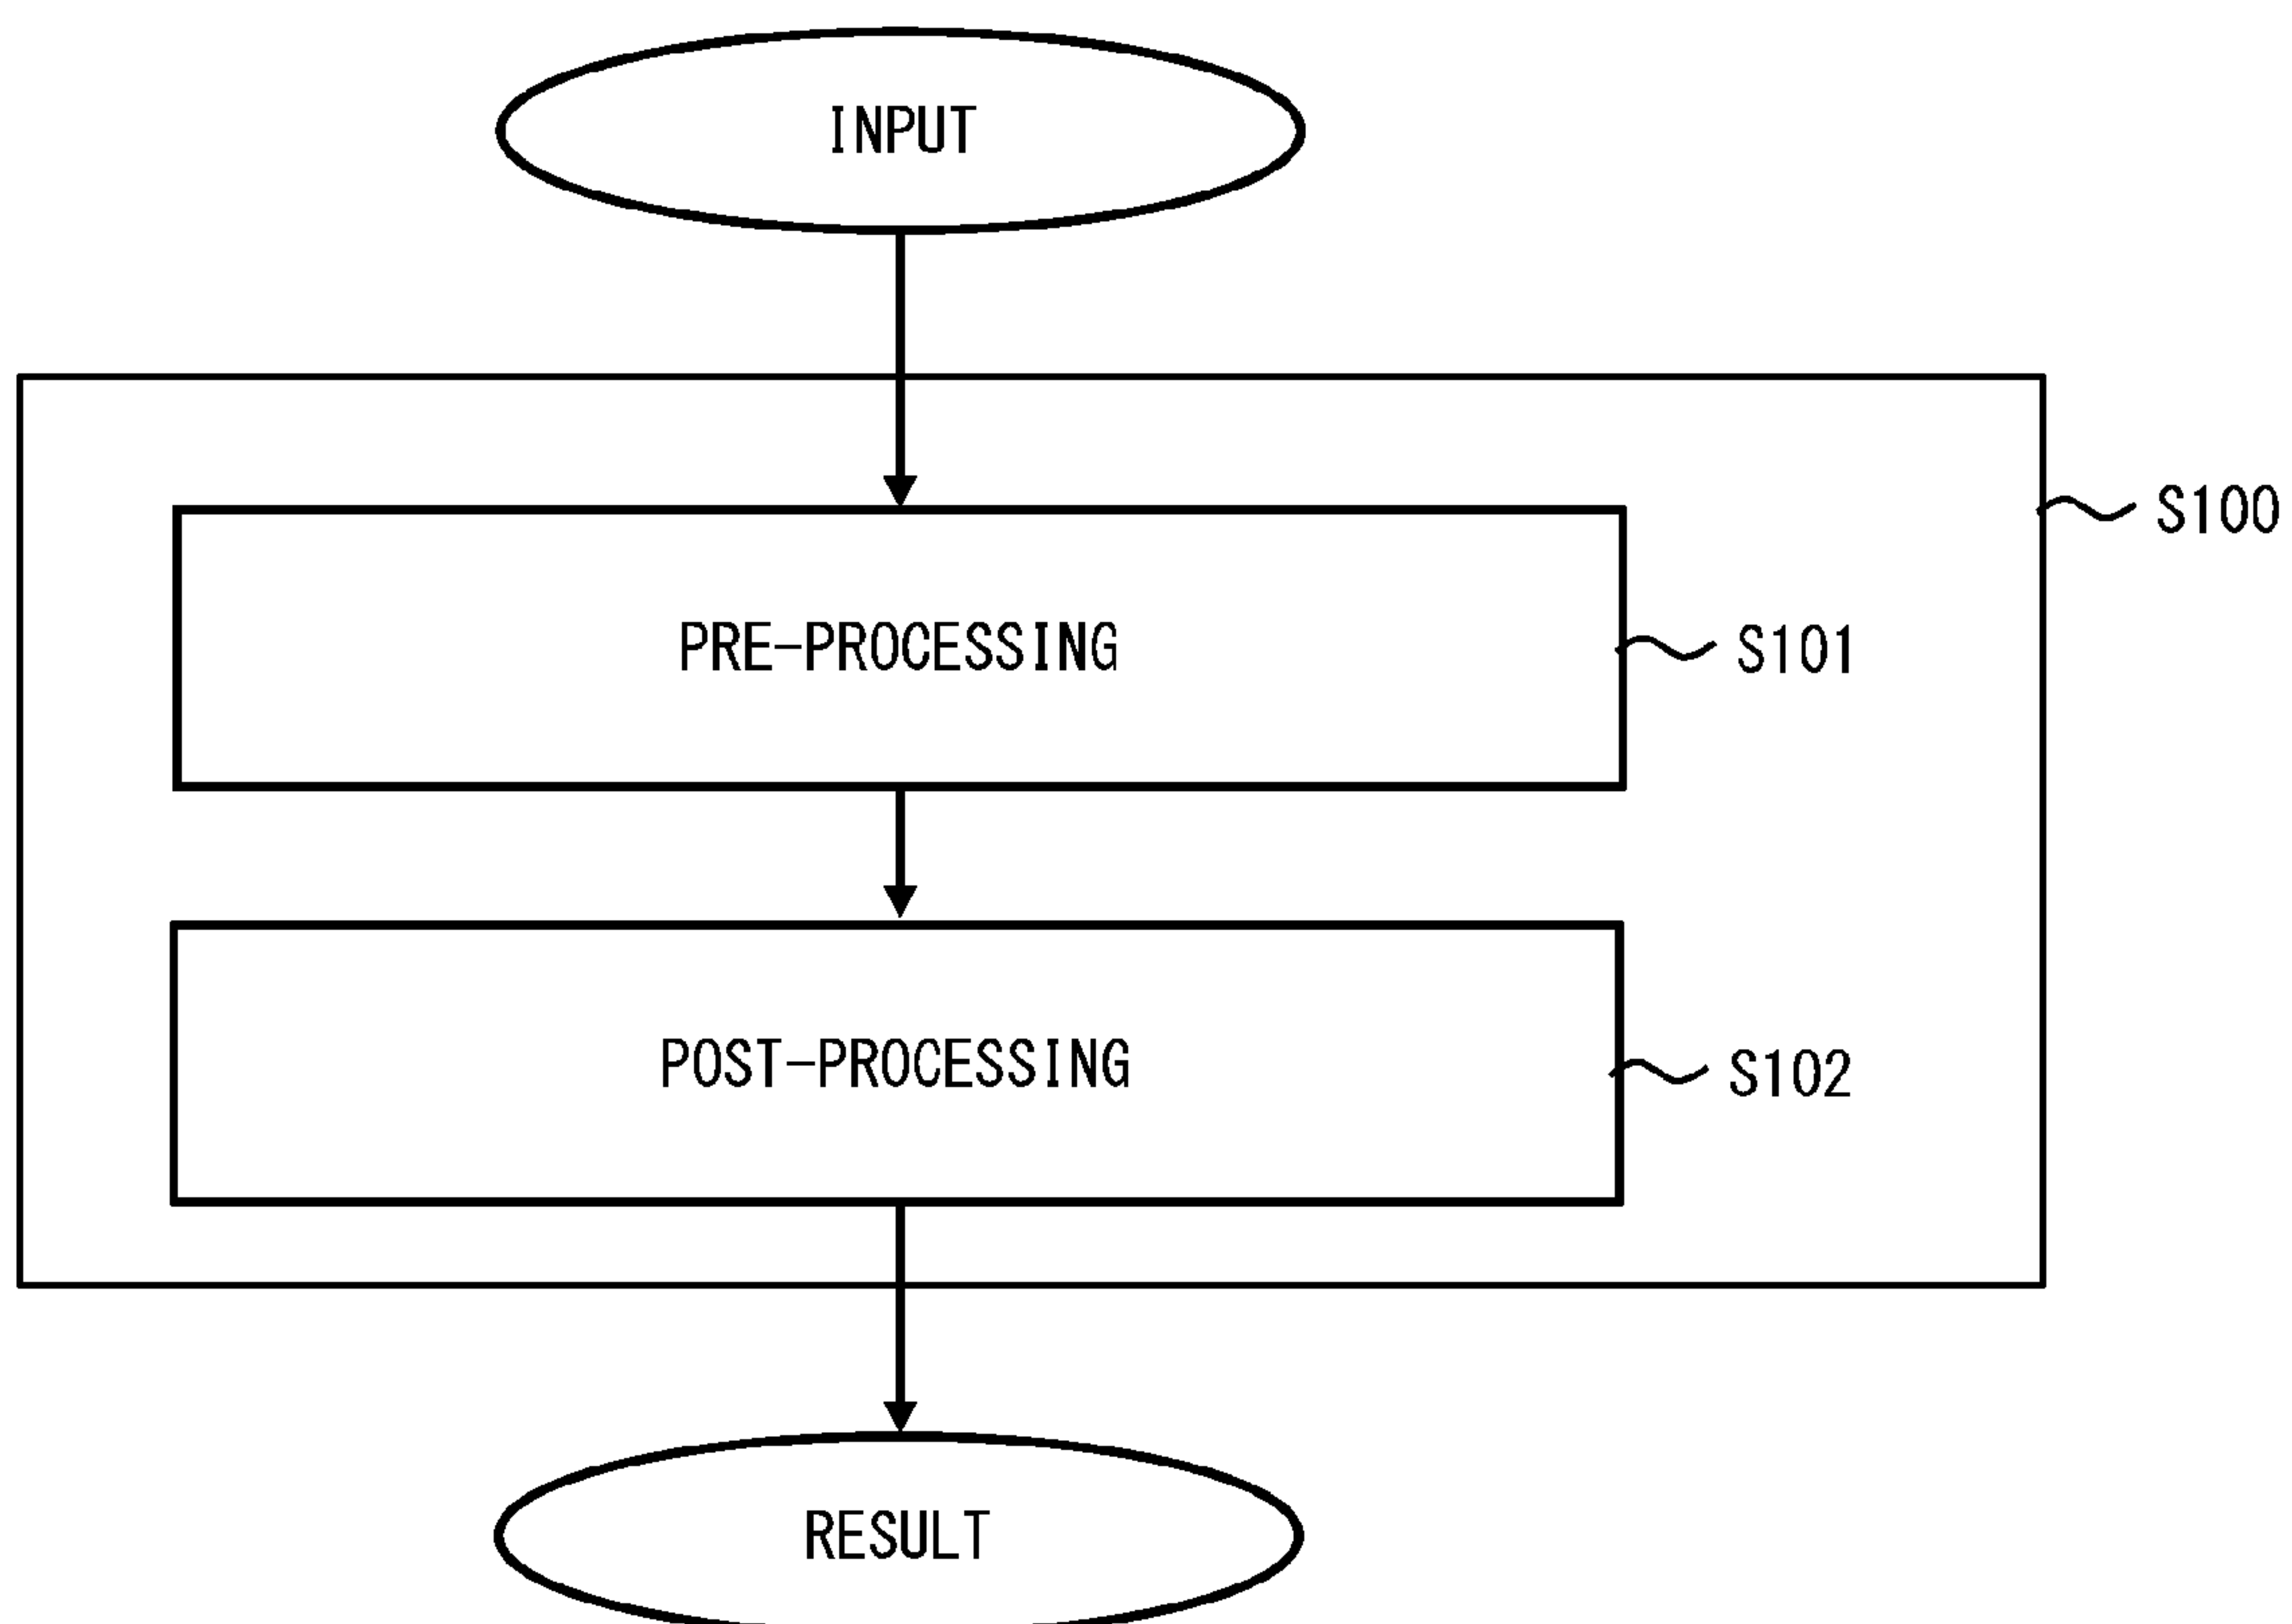 INPUT
S100
PRE-PROCESSING
S101
POST-PROCESSING
S102
RESULT